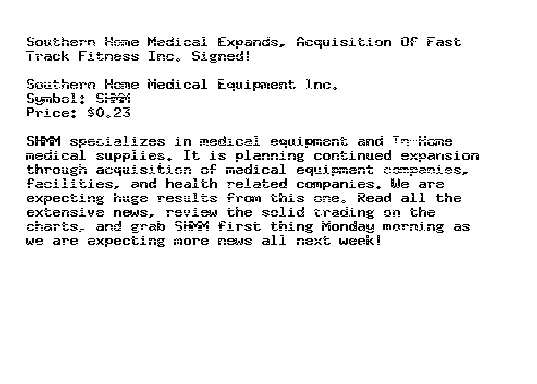 Southern Home Medical Expands, Acquisition Of Fast
Track Fitness Inc. Signed!
Southern Home Medical Equipment Inc.
Symbol: SHMM
Price: $0.23
SHMM specializes in medical equipment and In-Home
medical supplies. It is planning continued expansion
through acquisition of medical equipment companies,
facilities, and health related companies. We are
expecting huge results from this one. Read all the
extensive news, review the solid trading on the
charts, and grab SHMM first thing Monday morning as
we are expecting more news all next week!